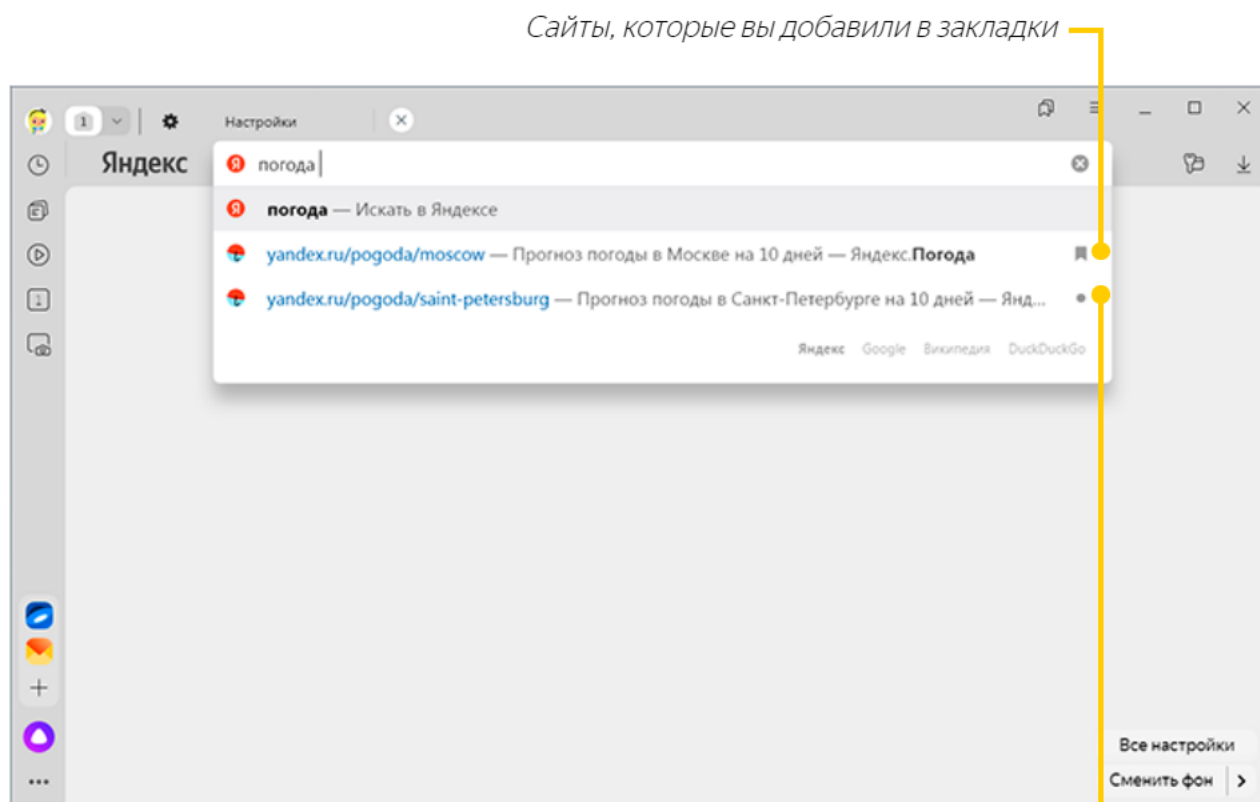 Сайты, которые вы добавили в закладки
1
Настройки
Яндекс
Я погода
Я погода — Искать в Яндексе
yandex.ru/pogoda/moscow — Прогноз погоды в Москве на 10 дней — Яндекс.Погода
yandex.ru/pogoda/saint-petersburg — Прогноз погоды в Санкт-Петербурге на 10 дней — Янд...
1
Яндекс Google Википедия DuckDuckGo
Все настройки
Сменить фон